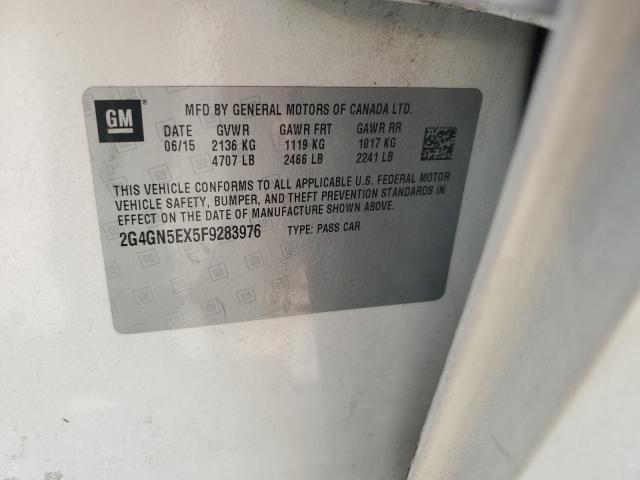 GM
MFD BY GENERAL MOTORS OF CANADA LTD.
DATE GVWR GAWR FRT GAWR RR
06/15 2136 KG 1119 KG 1017 KG
4707 LB 2466 LB 2241 LB
THIS VEHICLE CONFORMS TO ALL APPLICABLE U.S. FEDERAL MOTOR
VEHICLE SAFETY, BUMPER, AND THEFT PREVENTION STANDARDS IN
EFFECT ON THE DATE OF MANUFACTURE SHOWN ABOVE.
2G4GN5EX5F9283976 TYPE: PASS CAR